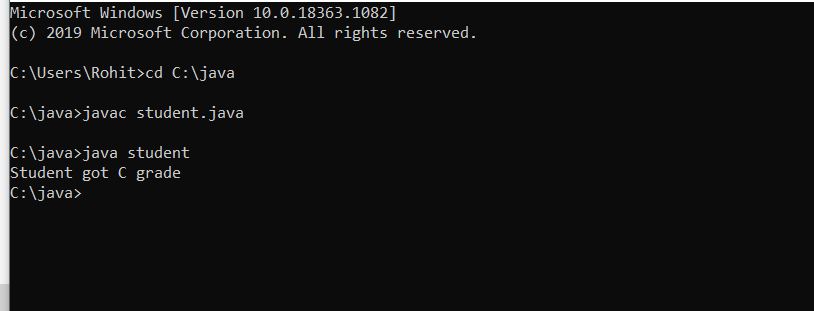 Microsoft Windows [Version 10.0.18363.1082]
(c) 2019 Microsoft Corporation. All rights reserved.
C:\Users\Rohit>cd C:\java
C:\java>javac student.java
C:\java>java student
Student got C grade
C:\java>